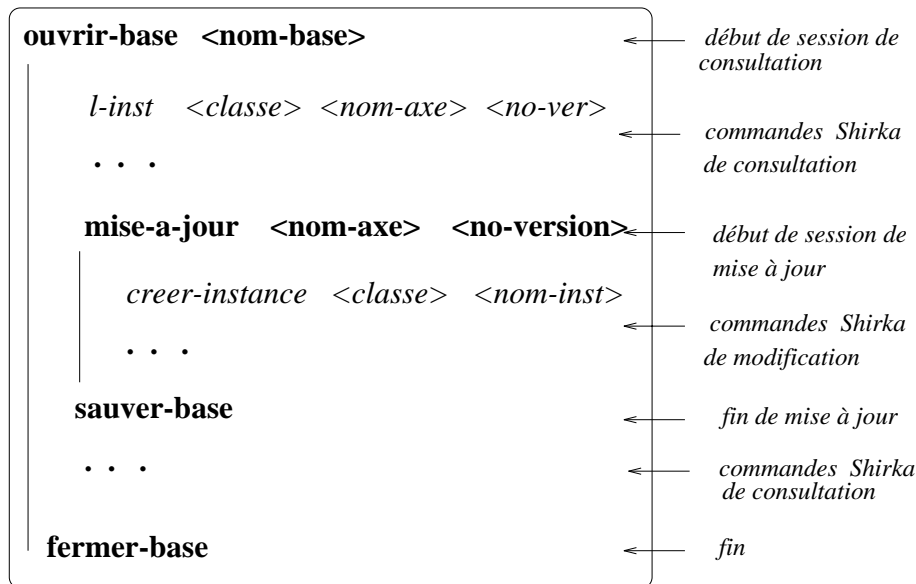 ouvrir-base <nom-base>
début de session de
consultation
l-inst <classe> <nom-axe> <no-ver>
. . .
commandes Shirka
de consultation
mise-a-jour <nom-axe> <no-version>
début de session de
mise à jour
creer-instance <classe> <nom-inst>
. . .
commandes Shirka
de modification
sauver-base
fin de mise à jour
. . .
commandes Shirka
de consultation
fermer-base
fin